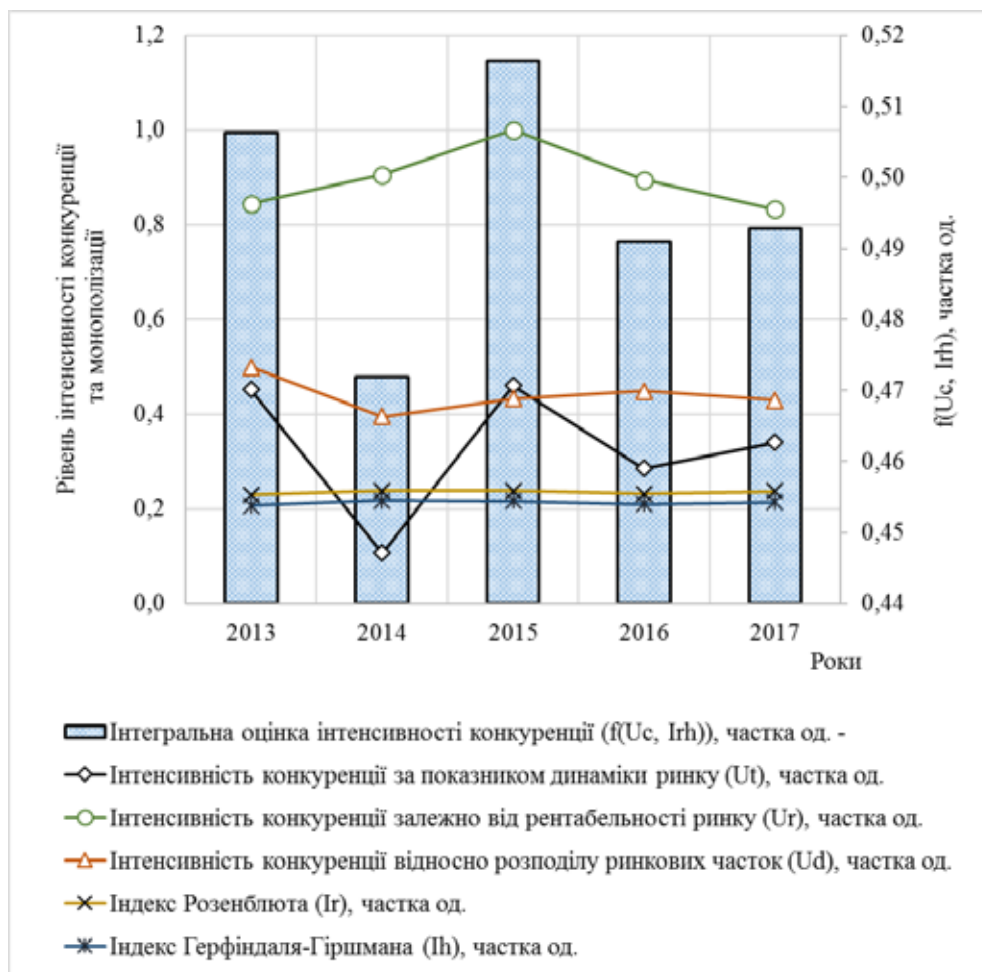 Рівень інтенсивності конкуренції
та монополізації
1,2
1,0
0,8
0,6
0,4
0,2
0,0
0,52
0,51
0,50
0,49
0,48
0,47
0,46
0,45
0,44
f(Uc, Irh), частка од.
2013 2014 2015 2016 2017
Роки
Інтегральна оцінка інтенсивності конкуренції (f(Uc, Irh)), частка од. -
Інтенсивність конкуренції за показником динаміки ринку (Ut), частка од.
Інтенсивність конкуренції залежно від рентабельності ринку (Ur), частка од.
Інтенсивність конкуренції відносно розподілу ринкових часток (Ud), частка од.
Індекс Розенблюта (Ir), частка од.
Індекс Герфіндаля-Гіршмана (Ih), частка од.